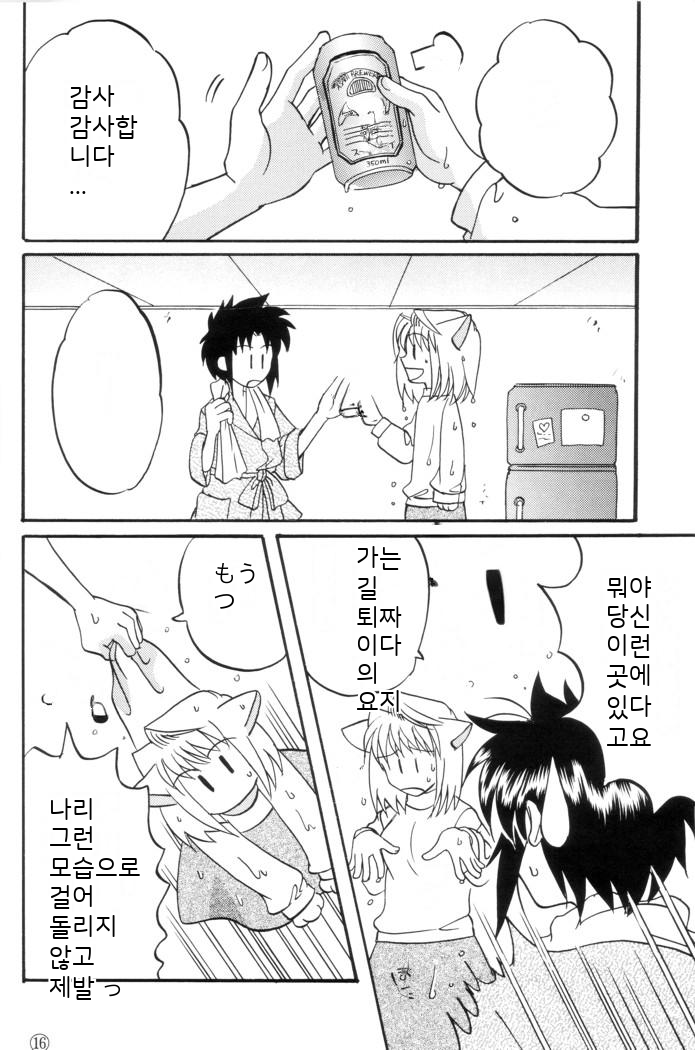 감사
감사합
니다
...
350ml
뭐야
당신
이런
곳에
있다
고요
가는
길
퇴짜
이다
의
요지
もう
つ
나리
그런
모습으로
걸어
돌리지
않고
제발 っ
16